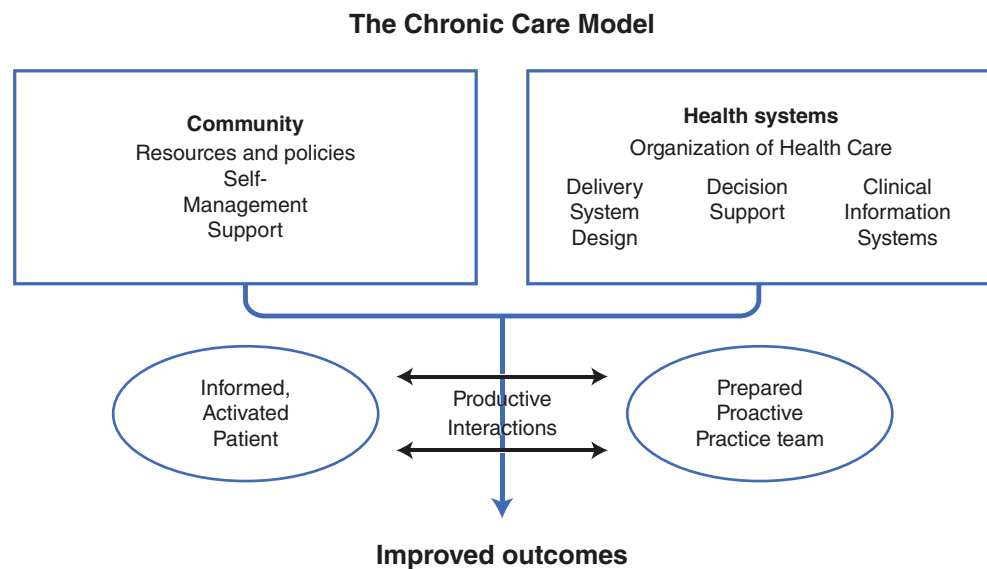 The Chronic Care Model
Community
Resources and policies
Self-
Management
Support
Health systems
Organization of Health Care
Delivery
System
Design
Decision
Support
Clinical
Information
Systems
Informed,
Activated
Patient
Productive
Interactions
Prepared
Proactive
Practice team
Improved outcomes